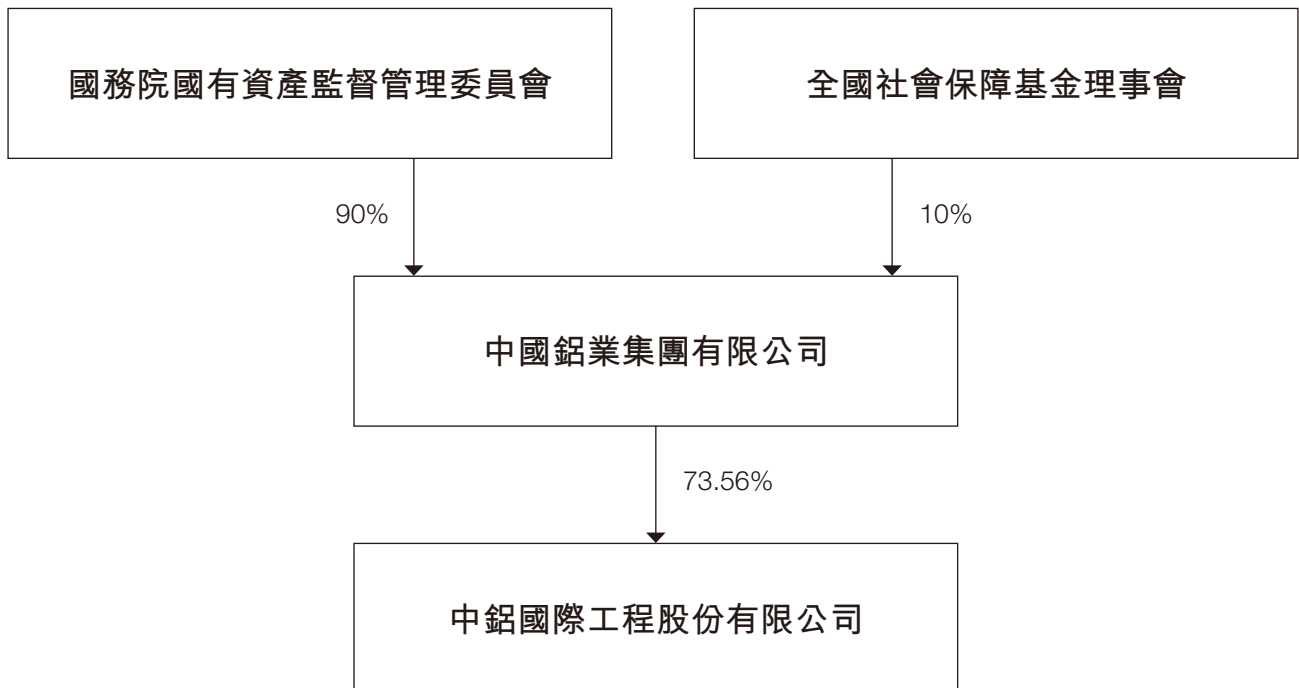 國務院國有資產監督管理委員會
全國社會保障基金理事會
90%
10%
中國鋁業集團有限公司
73.56%
中鋁國際工程股份有限公司